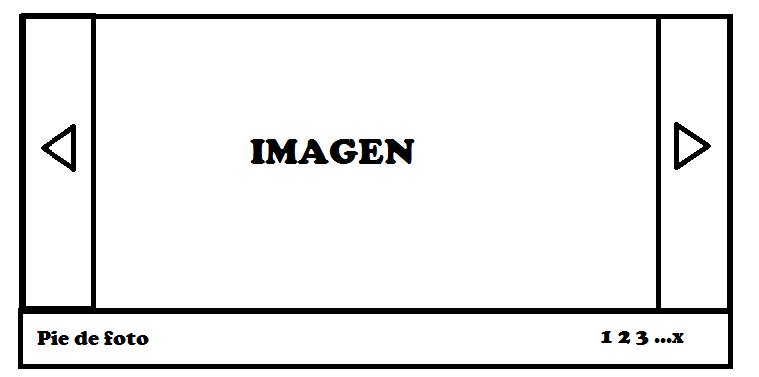 IMAGEN
Pie de foto
1 2 3 ...x